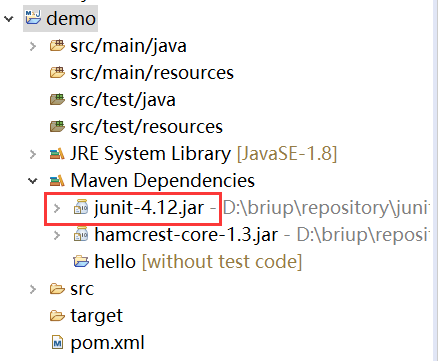 demo
src/main/java
src/main/resources
src/test/java
src/test/resources
JRE System Library [JavaSE-1.8]
Maven Dependencies
junit-4.12.jar - D:\briup\repository\juni
hamcrest-core-1.3.jar - D:\briup\reposi
hello [without test code]
src
target
pom.xml